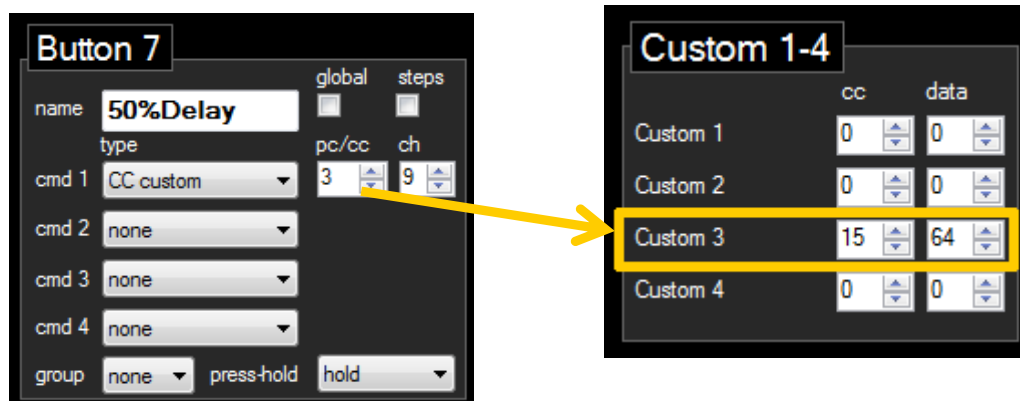 Button 7
global steps
name 50%Delay
type pc/cc ch
cmd 1 CC custom 3 9
cmd 2 none
cmd 3 none
cmd 4 none
group none press-hold hold
Custom 1-4
cc data
Custom 1 0 0
Custom 2 0 0
Custom 3 15 64
Custom 4 0 0